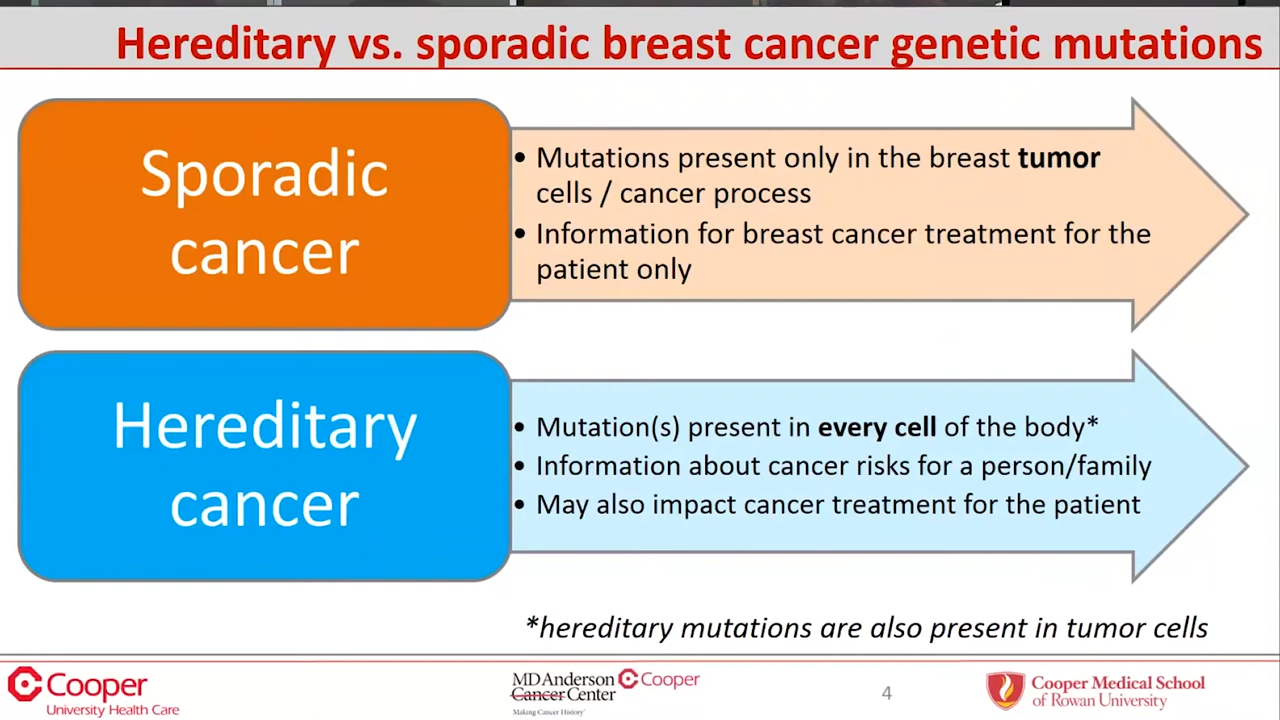 Hereditary vs. sporadic breast cancer genetic mutations
Sporadic
cancer
• Mutations present only in the breast tumor
cells / cancer process
• Information for breast cancer treatment for the
patient only
Hereditary
cancer
• Mutation(s) present in every cell of the body*
• Information about cancer risks for a person/family
• May also impact cancer treatment for the patient
*hereditary mutations are also present in tumor cells
Cooper
University Health Care
MD Anderson Cooper
Cancer Center
Making Cancer History®
4
Cooper Medical School
of Rowan University